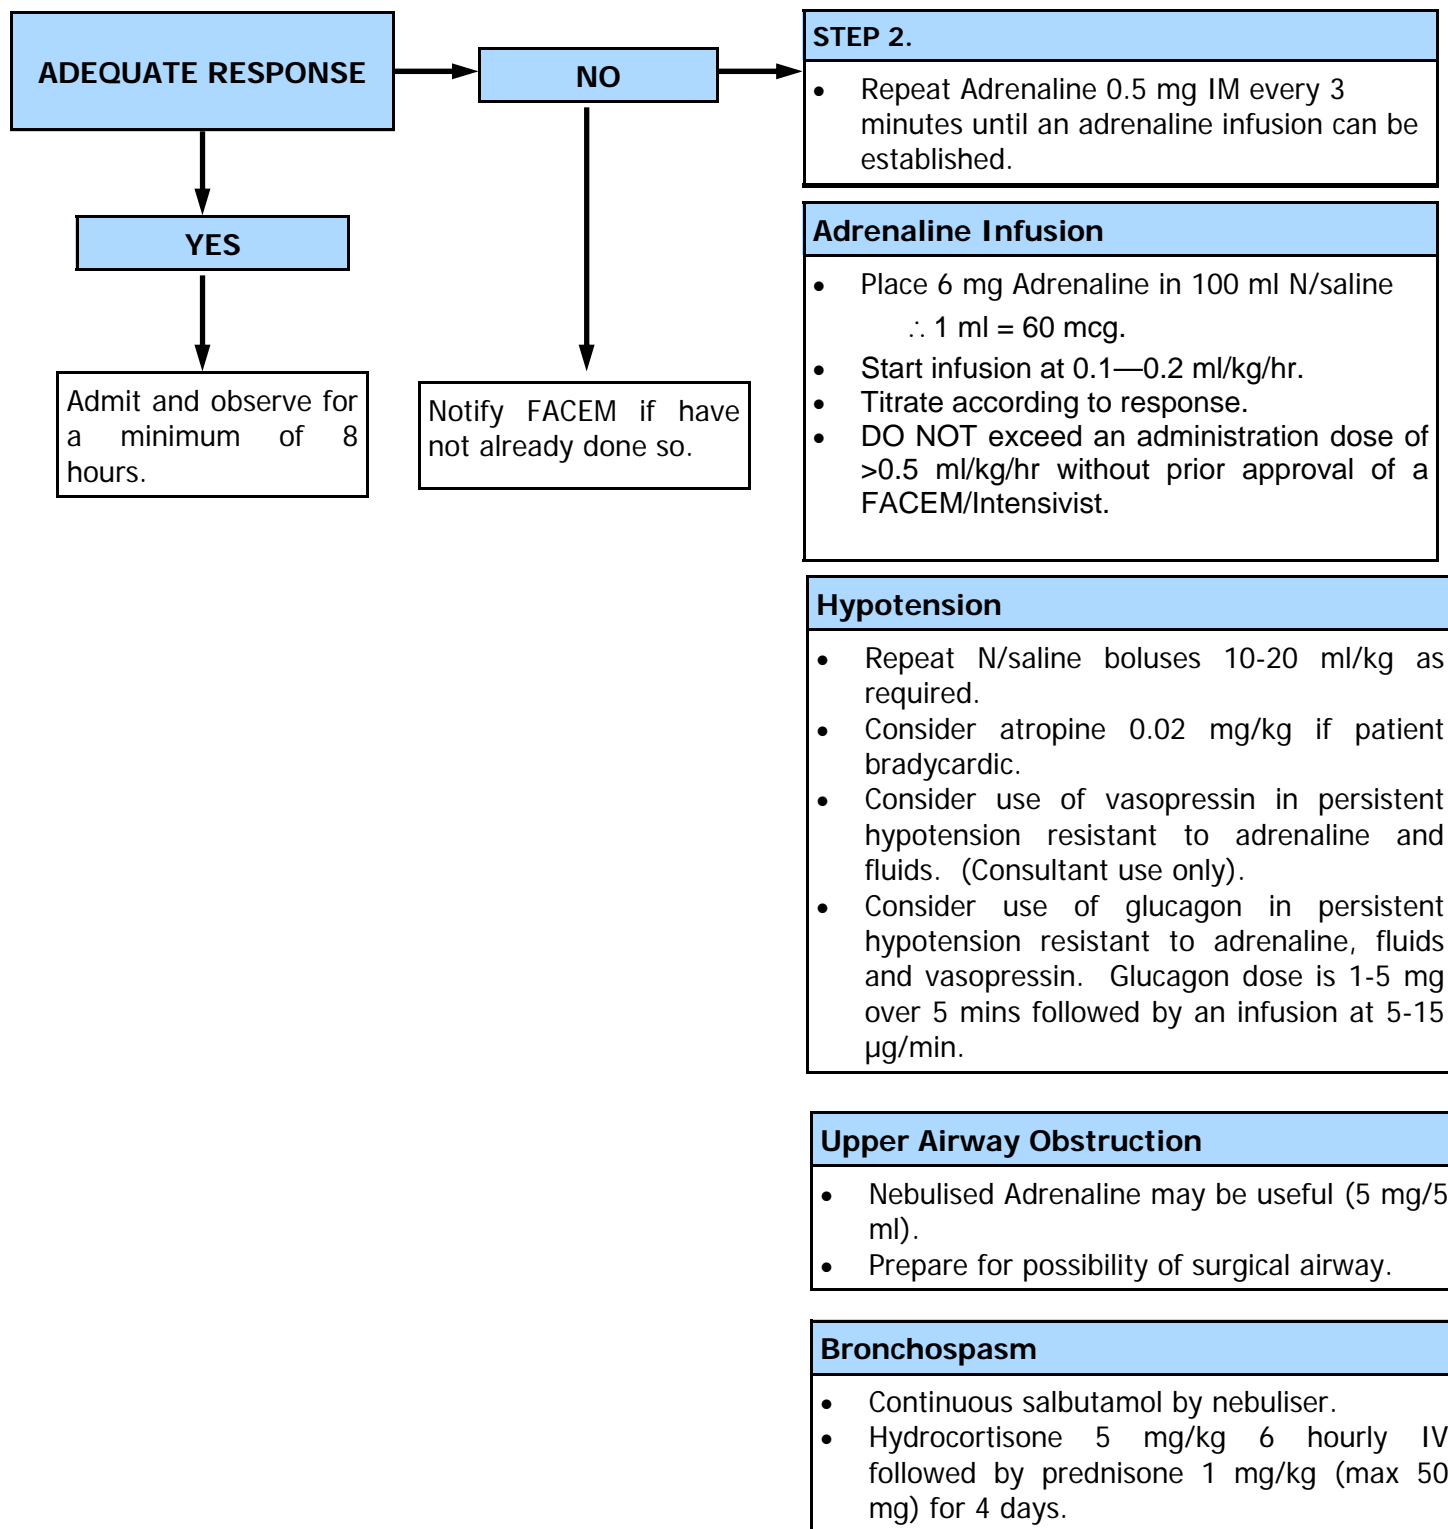 ADEQUATE RESPONSE
NO
YES
Admit and observe for
a minimum of 8
hours.
Notify FACEM if have
not already done so.
STEP 2.
• Repeat Adrenaline 0.5 mg IM every 3
minutes until an adrenaline infusion can be
established.
Adrenaline Infusion
• Place 6 mg Adrenaline in 100 ml N/saline
∴ 1 ml = 60 mcg.
• Start infusion at 0.1—0.2 ml/kg/hr.
• Titrate according to response.
• DO NOT exceed an administration dose of
>0.5 ml/kg/hr without prior approval of a
FACEM/Intensivist.
Hypotension
• Repeat N/saline boluses 10-20 ml/kg as
required.
• Consider atropine 0.02 mg/kg if patient
bradycardic.
• Consider use of vasopressin in persistent
hypotension resistant to adrenaline and
fluids. (Consultant use only).
• Consider use of glucagon in persistent
hypotension resistant to adrenaline, fluids
and vasopressin. Glucagon dose is 1-5 mg
over 5 mins followed by an infusion at 5-15
µg/min.
Upper Airway Obstruction
• Nebulised Adrenaline may be useful (5 mg/5
ml).
• Prepare for possibility of surgical airway.
Bronchospasm
• Continuous salbutamol by nebuliser.
• Hydrocortisone 5 mg/kg 6 hourly IV
followed by prednisone 1 mg/kg (max 50
mg) for 4 days.